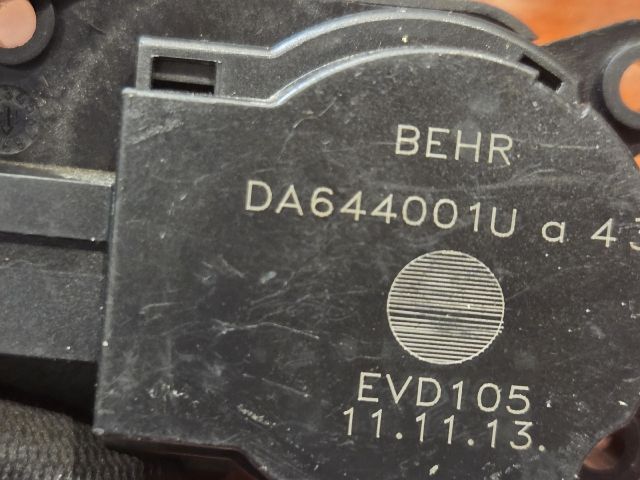 BEHR
DA644001U a 43
EVD105
11.11.13.